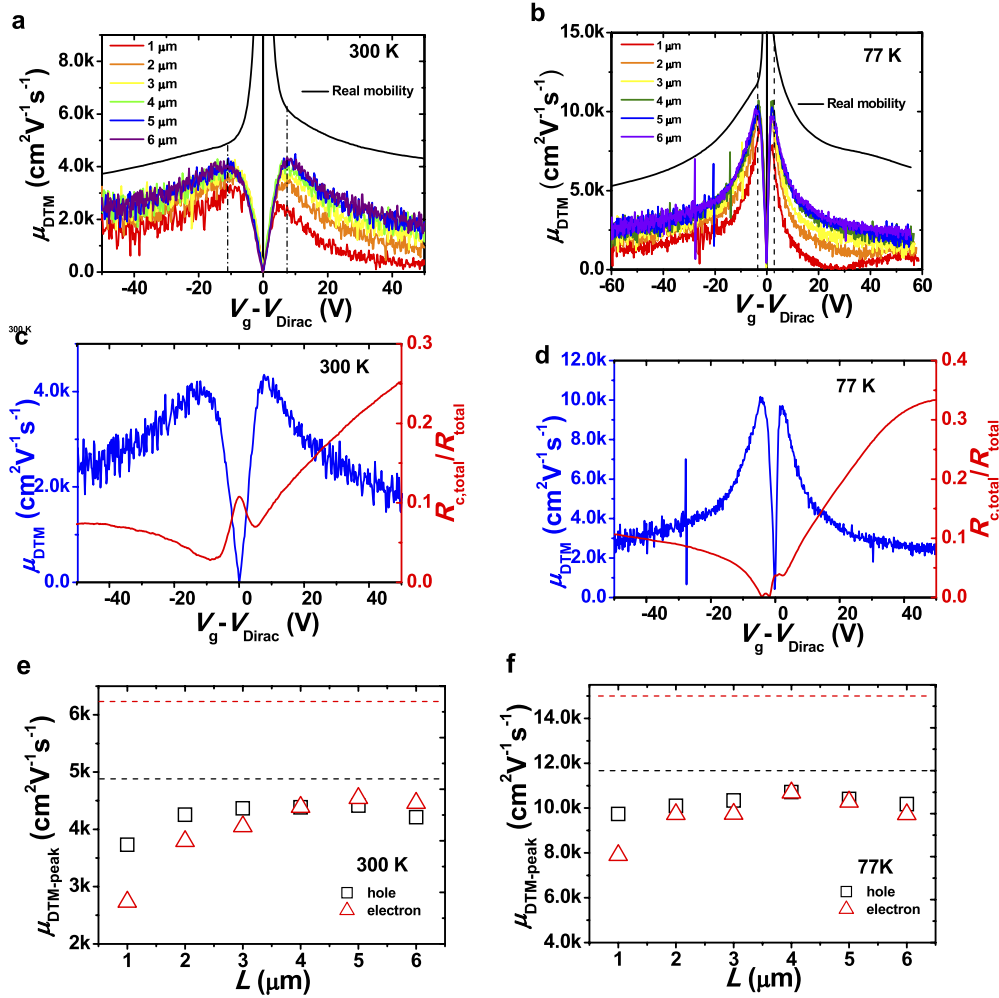 a
300 K
1 μm
2 μm
3 μm
4 μm
5 μm
6 μm
Real mobility
μDTM (cm²V⁻¹s⁻¹)
8.0k
6.0k
4.0k
2.0k
0.0
-40 -20 0 20 40
Vg-VDirac (V)
b
77 K
1 μm
2 μm
3 μm
4 μm
5 μm
6 μm
Real mobility
μDTM (cm²V⁻¹s⁻¹)
15.0k
10.0k
5.0k
0.0
-60 -40 -20 0 20 40 60
Vg-VDirac (V)
300 K
c
300 K
μDTM (cm²V⁻¹s⁻¹)
4.0k
2.0k
0.0
-40 -20 0 20 40
Vg-VDirac (V)
0.3
0.2
0.1
0.0
Rc,total/Rtotal
d
77 K
μDTM (cm²V⁻¹s⁻¹)
12.0k
10.0k
8.0k
6.0k
4.0k
2.0k
0.0
-40 -20 0 20 40
Vg-VDirac (V)
0.4
0.3
0.2
0.1
0.0
Rc,total/Rtotal
e
μDTM-peak (cm²V⁻¹s⁻¹)
6k
5k
4k
3k
2k
300 K
hole
electron
1 2 3 4 5 6
L (μm)
f
μDTM-peak (cm²V⁻¹s⁻¹)
14.0k
12.0k
10.0k
8.0k
6.0k
4.0k
77K
hole
electron
1 2 3 4 5 6
L (μm)